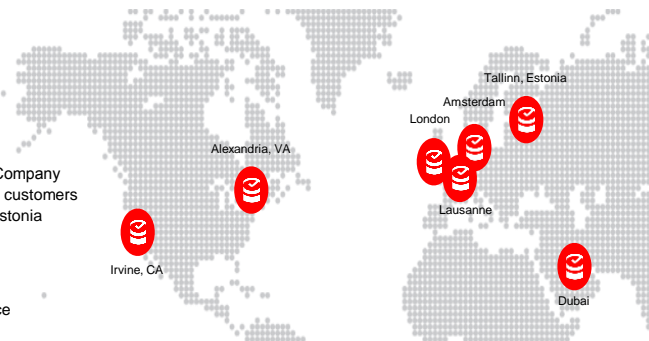 Tallinn, Estonia
Amsterdam
London
Alexandria, VA
Company
customers
stonia
Lausanne
Irvine, CA
Dubai
ce